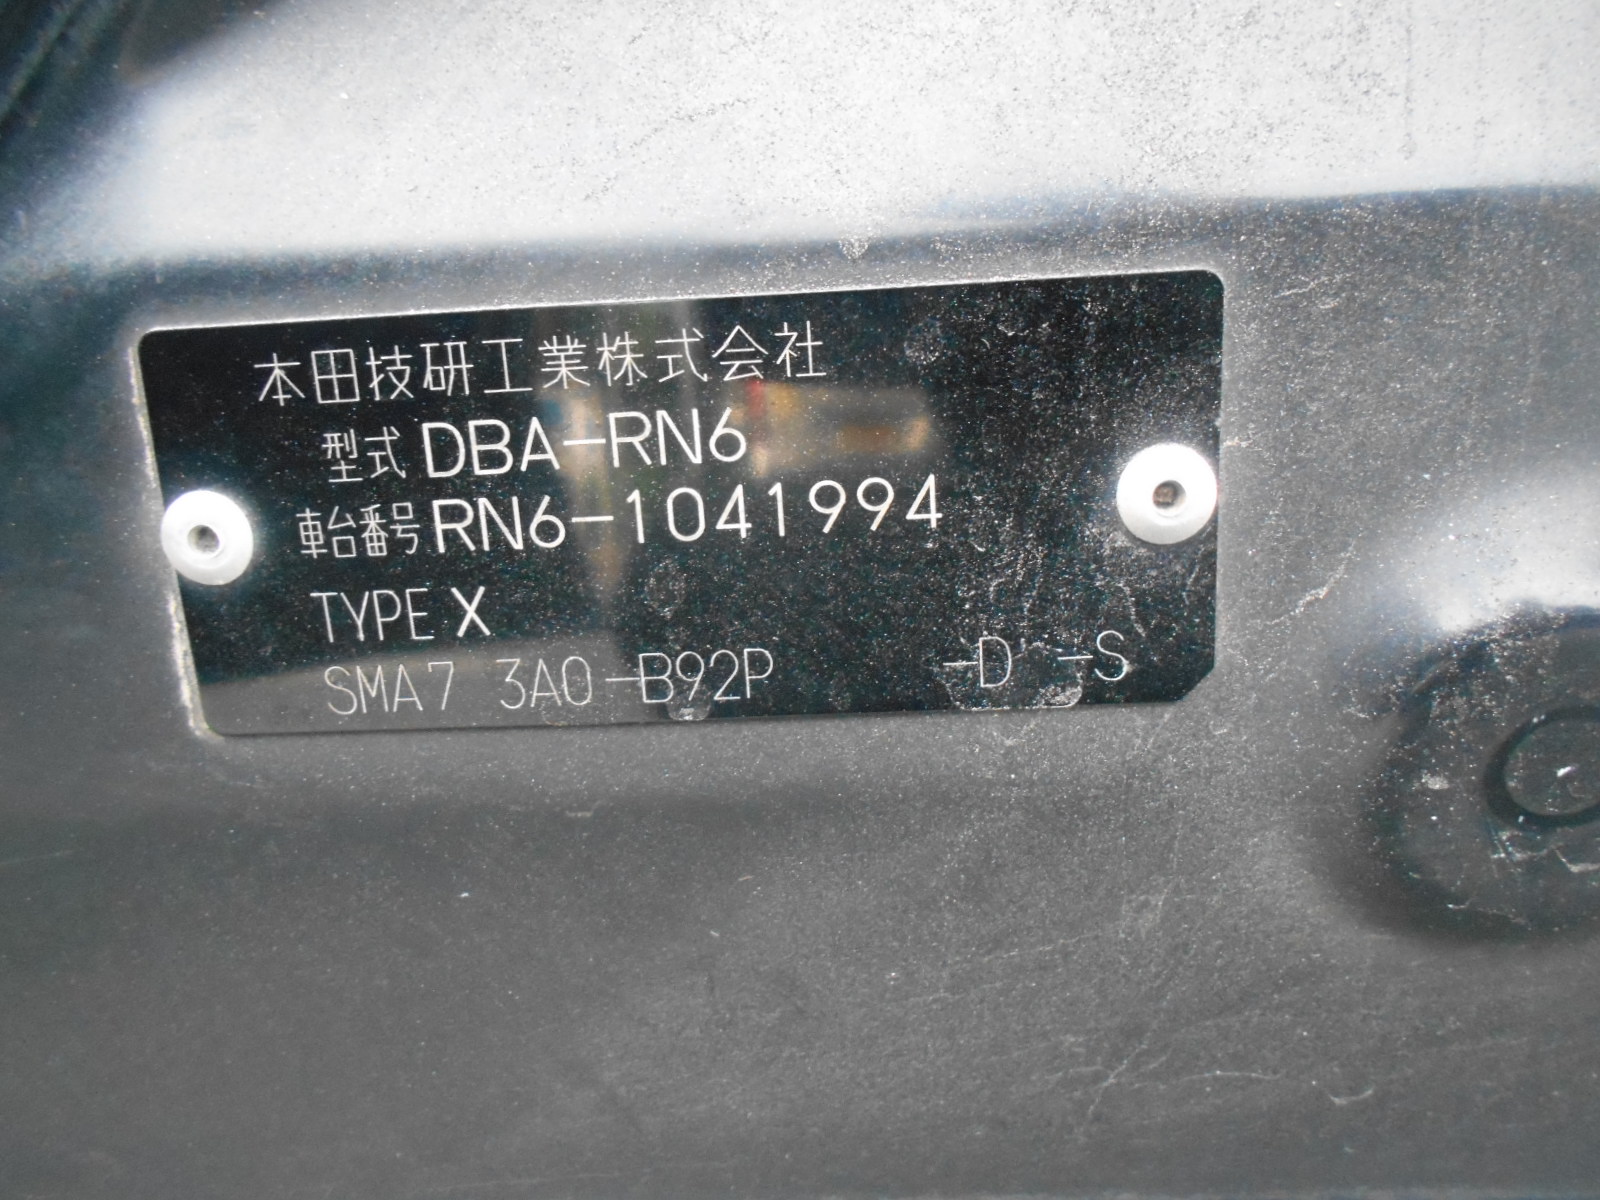 本田技研工業株式会社
型式 DBA-RN6
車台番号 RN6-1041994
TYPE X
SMA7 3A0-B92P -D -S